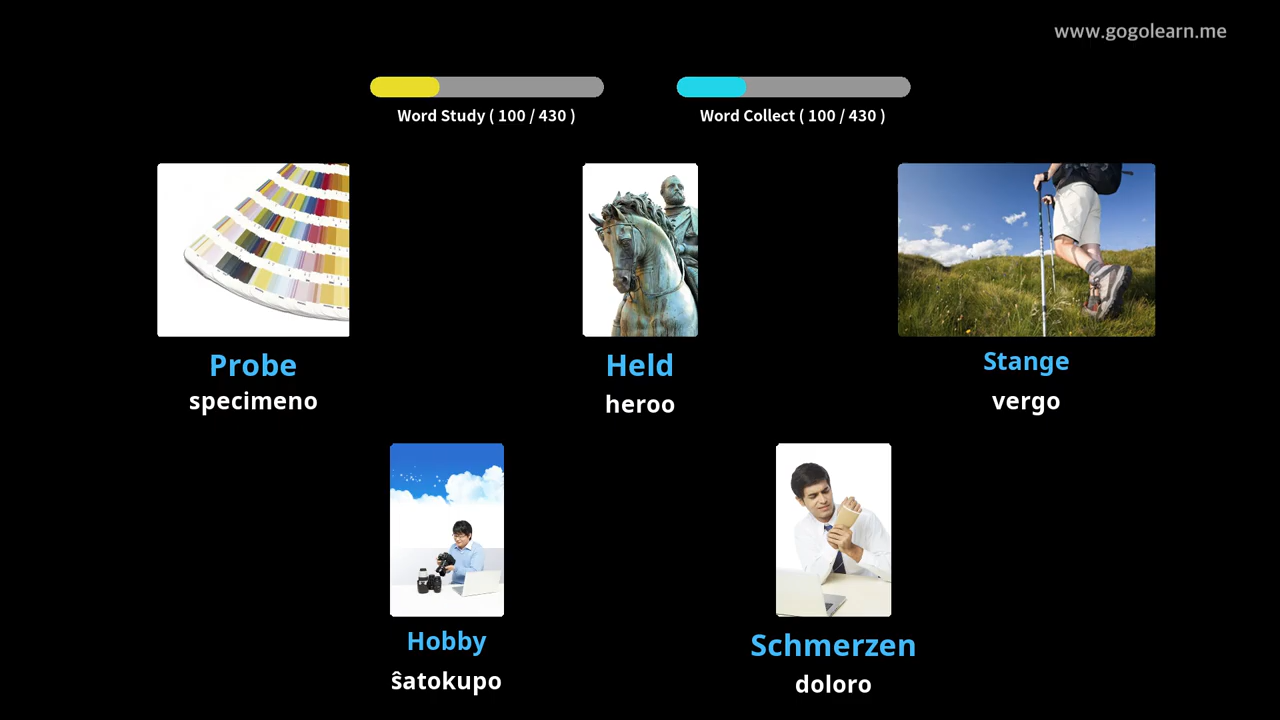 www.gogolearn.me
Word Study ( 100 / 430 )
Word Collect ( 100 / 430 )
Probe
specimeno
Held
heroo
Stange
vergo
Hobby
ŝatokupo
Schmerzen
doloro